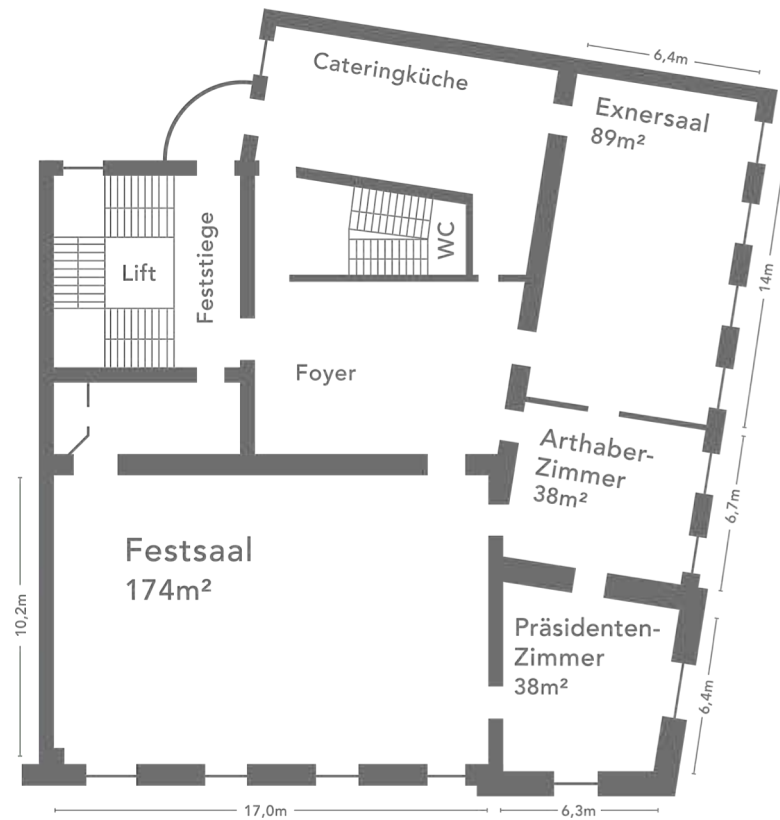 6,4m
Cateringküche
Exnersaal
89m²
WC
Feststiege
Lift
14m
Foyer
Arthaber-
Zimmer
38m²
6,7m
Festsaal
174m²
10,2m
Präsidenten-
Zimmer
38m²
6,4m
17,0m
6,3m